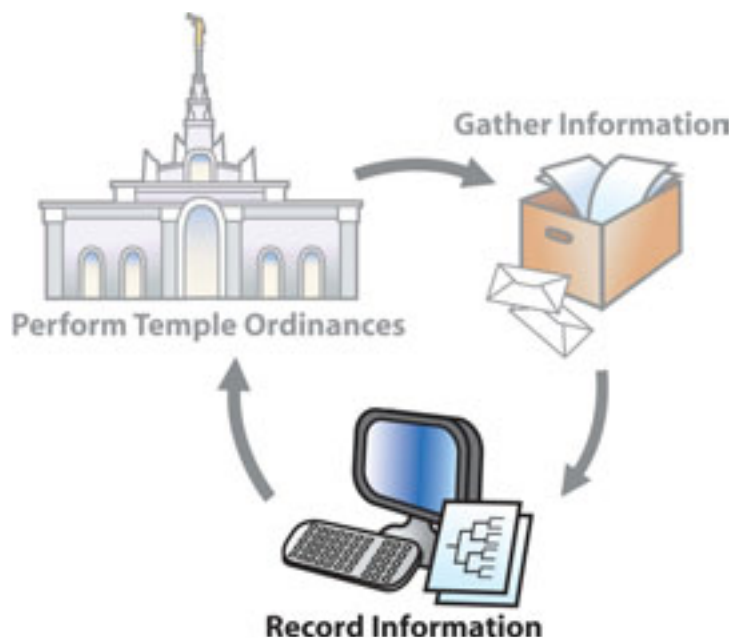 Gather Information
Perform Temple Ordinances
Record Information